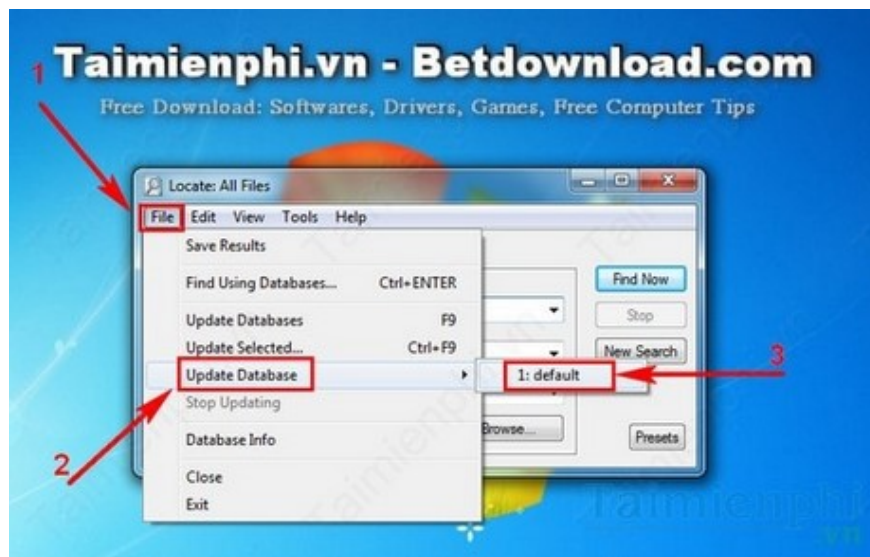 Taimienphi.vn - Betdownload.com
1
Free Download: Softwares, Drivers, Games, Free Computer Tips
Locate: All Files
File Edit View Tools Help
Save Results
Find Using Databases... Ctrl+ENTER
Find Now
Update Databases F9
Stop
Update Selected... Ctrl+F9
New Search
3
Update Database
1: default
Stop Updating
Database Info
Browse...
Presets
2
Close
Exit
Taimienphi
.vn